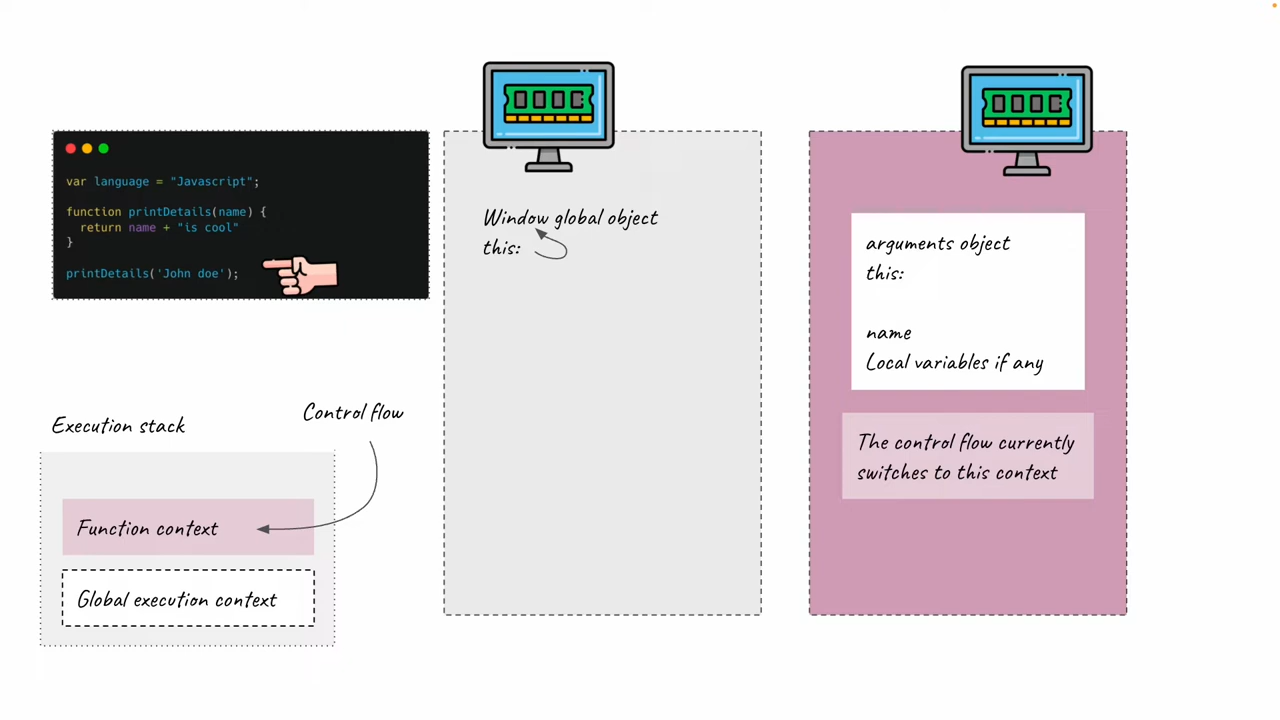 var language = "Javascript";
function printDetails(name) {
return name + "is cool"
}
printDetails('John doe');
Window global object
this:
arguments object
this:
name
Local variables if any
The control flow currently
switches to this context
Control flow
Execution stack
Function context
Global execution context